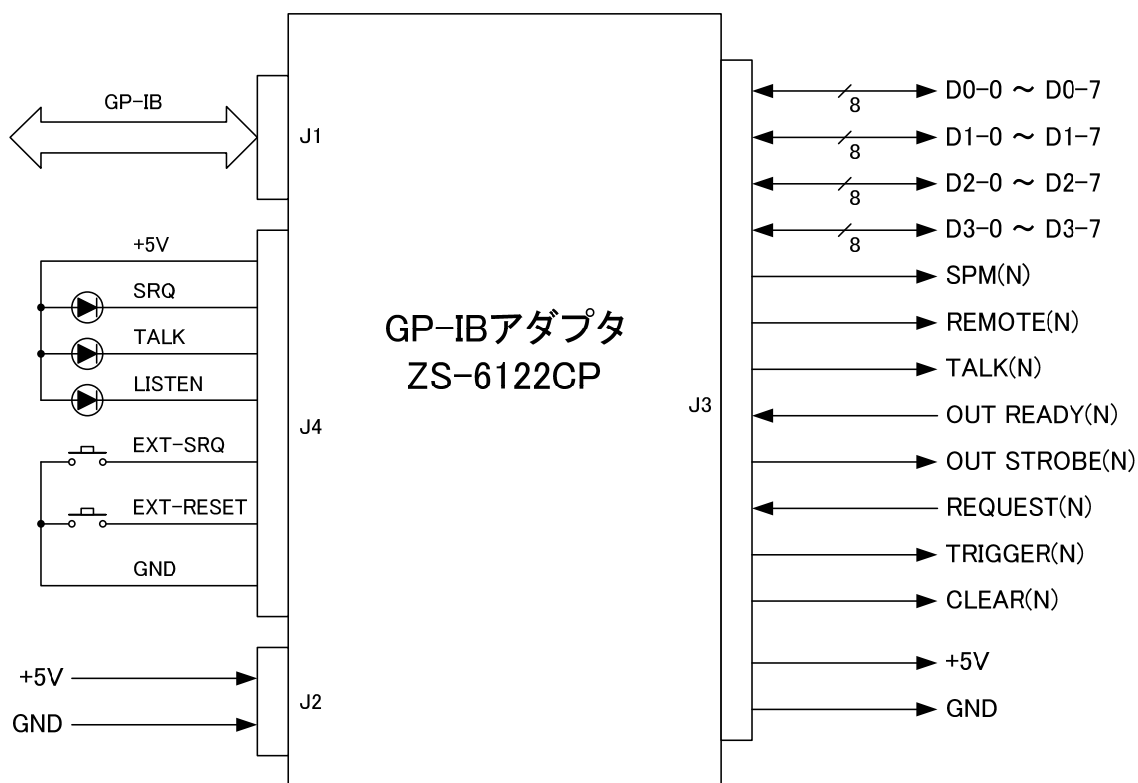 GP-IB
J1
+5V
SRQ
TALK
LISTEN
EXT-SRQ
EXT-RESET
GND
J4
+5V
GND
J2
GP-IBアダプタ
ZS-6122CP
J3
8
D0-0 ～ D0-7
8
D1-0 ～ D1-7
8
D2-0 ～ D2-7
8
D3-0 ～ D3-7
SPM(N)
REMOTE(N)
TALK(N)
OUT READY(N)
OUT STROBE(N)
REQUEST(N)
TRIGGER(N)
CLEAR(N)
+5V
GND